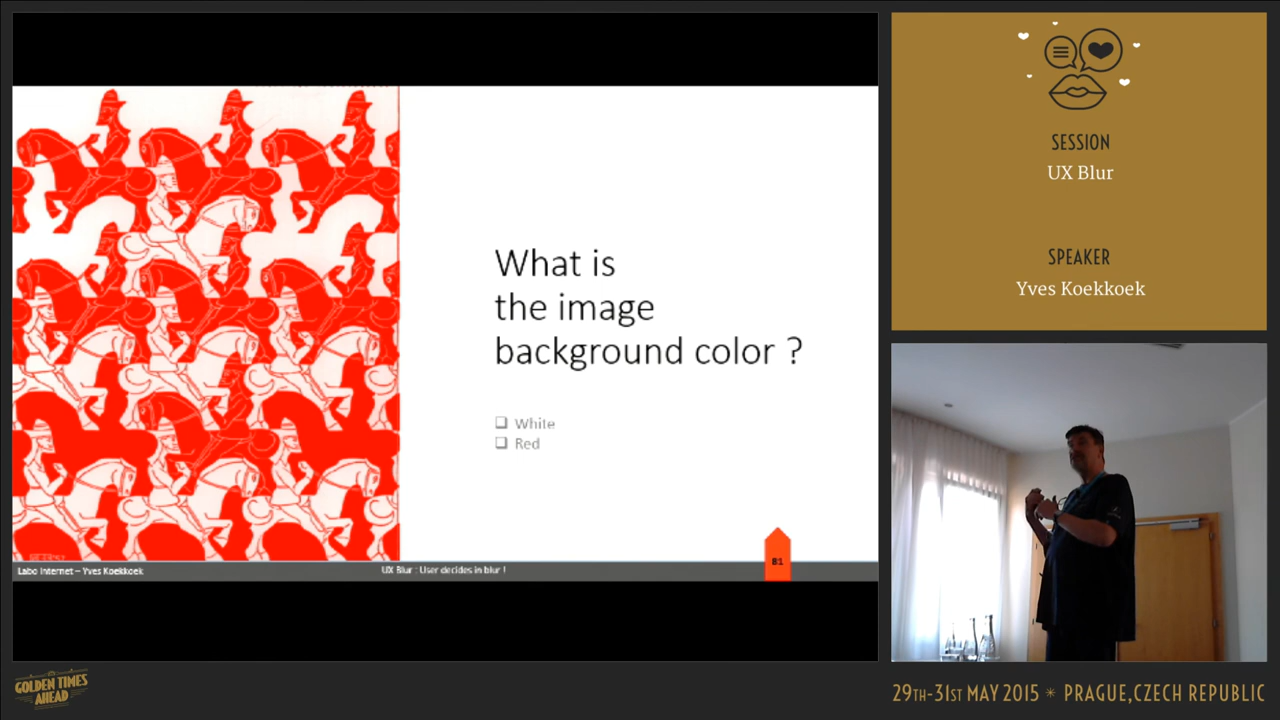 What is
the image
background color ?
❑ White
❑ Red
B1
Labo Internet – Yves Koekkoek
UX Blur : User decides in blur !
SESSION
UX Blur
SPEAKER
Yves Koekkoek
GOLDEN TIMES
AHEAD
29TH-31ST MAY 2015 * PRAGUE,CZECH REPUBLIC